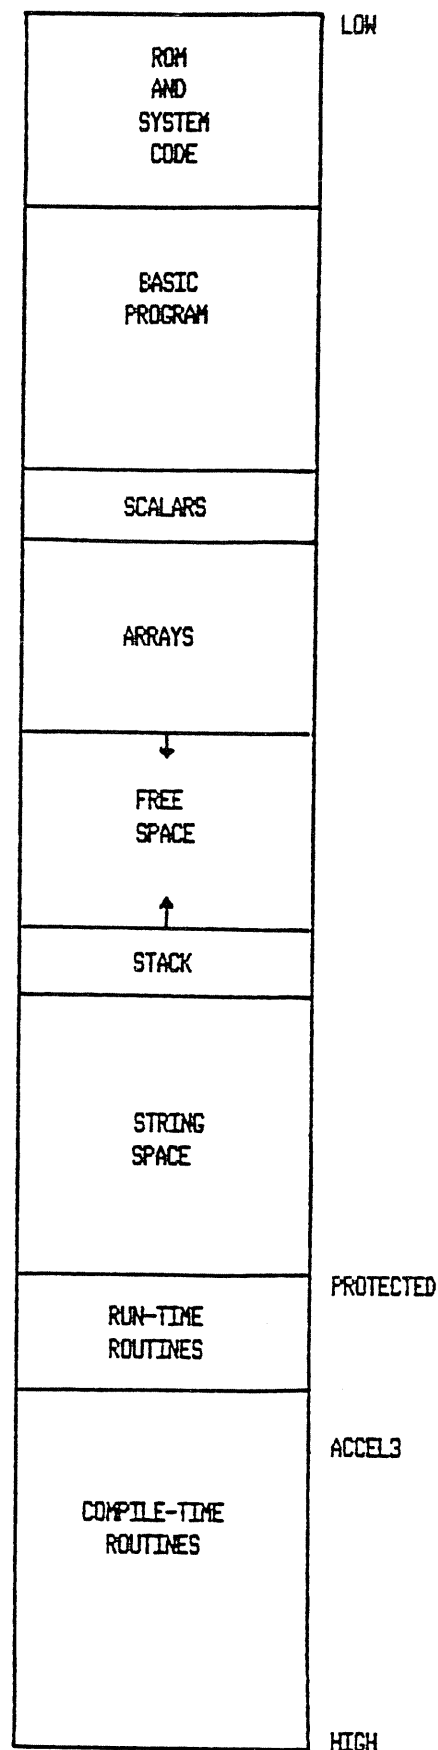 LOW
ROM
AND
SYSTEM
CODE
BASIC
PROGRAM
SCALARS
ARRAYS
FREE
SPACE
STACK
STRING
SPACE
PROTECTED
RUN-TIME
ROUTINES
ACCEL3
COMPILE-TIME
ROUTINES
HIGH